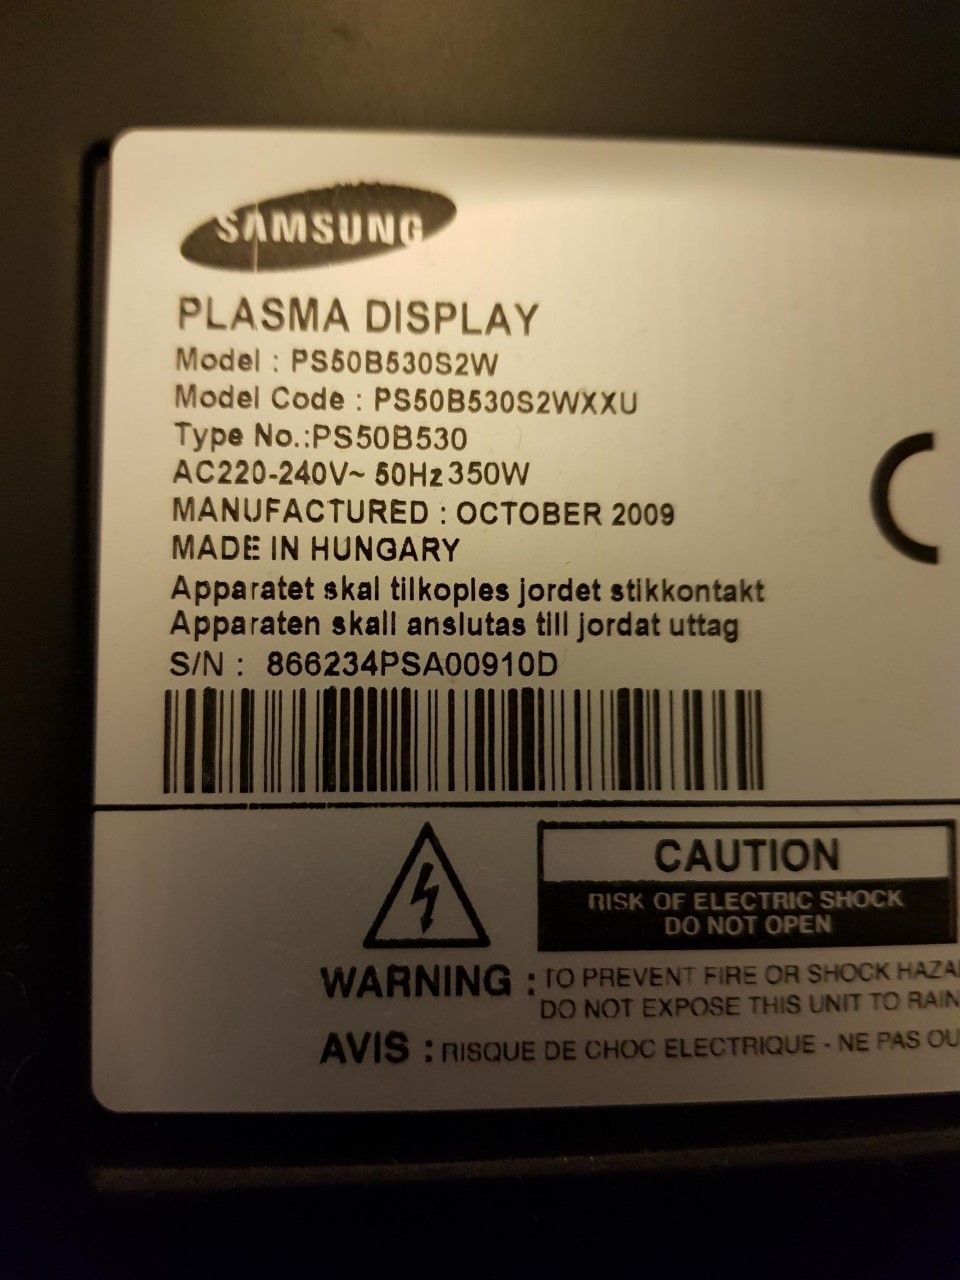 SAMSUNG
PLASMA DISPLAY
Model : PS50B530S2W
Model Code : PS50B530S2WXXU
Type No.:PS50B530
AC220-240V~ 50Hz 350W
MANUFACTURED : OCTOBER 2009
MADE IN HUNGARY
Apparatet skal tilkoples jordet stikkontakt
Apparaten skall anslutas till jordat uttag
S/N : 866234PSA00910D
CAUTION
RISK OF ELECTRIC SHOCK
DO NOT OPEN
WARNING : TO PREVENT FIRE OR SHOCK HAZA
DO NOT EXPOSE THIS UNIT TO RAIN
AVIS : RISQUE DE CHOC ELECTRIQUE - NE PAS OU